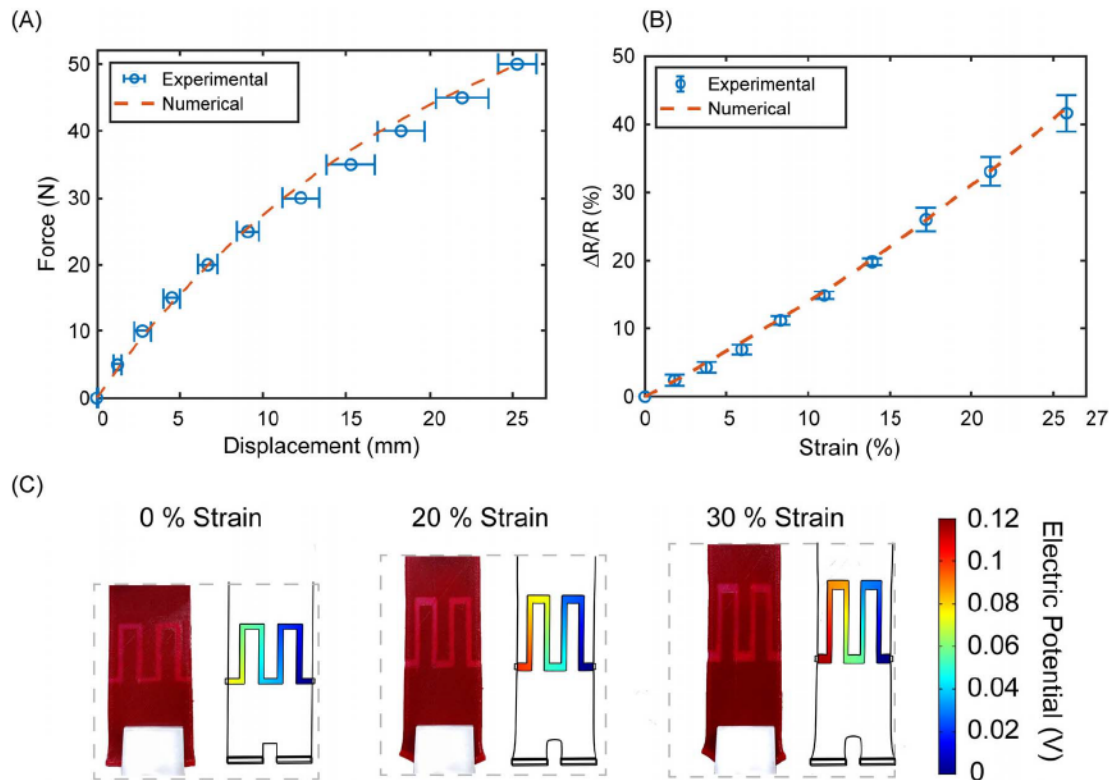 (A)
(B)
50
40
30
20
10
0
Force (N)
Experimental
Numerical
0
5
10
15
20
25
Displacement (mm)
50
40
30
20
10
0
ΔR/R (%)
Experimental
Numerical
0
5
10
15
20
25
27
Strain (%)
(C)
0 % Strain
20 % Strain
30 % Strain
0.12
0.10
0.08
0.06
0.04
0.02
0
Electric Potential (V)